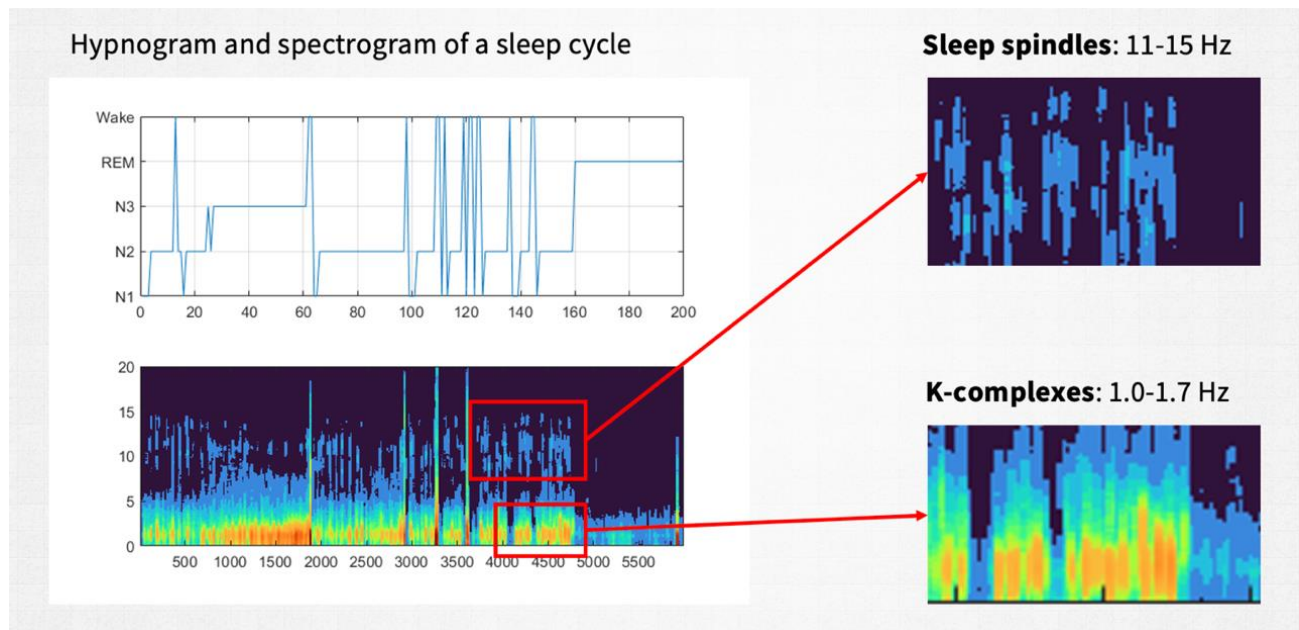 Hypnogram and spectrogram of a sleep cycle
Wake
REM
N3
N2
N1
0 20 40 60 80 100 120 140 160 180 200
20
15
10
5
0
500 1000 1500 2000 2500 3000 3500 4000 4500 5000 5500
Sleep spindles: 11-15 Hz
K-complexes: 1.0-1.7 Hz